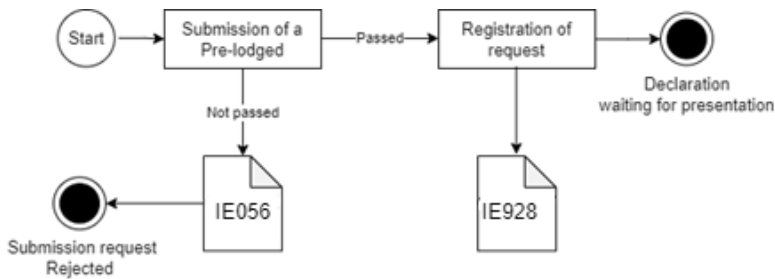 Start
Submission of a
Pre-lodged
Passed
Registration of
request
Declaration
waiting for presentation
Not passed
IE056
IE928
Submission request
Rejected